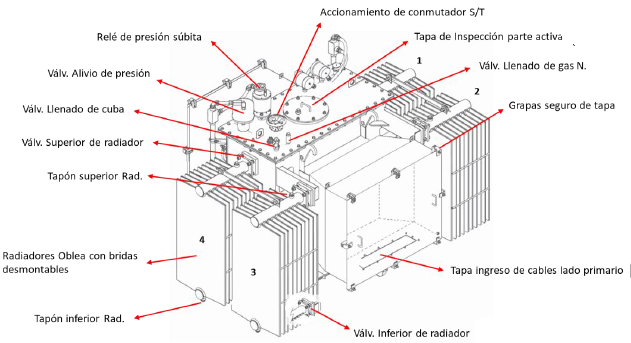 Accionamiento de conmutador S/T
Relé de presión súbita
Tapa de Inspección parte activa
Válv. Alivio de presión
1
Válv. Llenado de gas N.
2
Válv. Llenado de cuba
Grapas seguro de tapa
Válv. Superior de radiador
Tapón superior Rad.
4
3
Radiadores Oblea con bridas
desmontables
Tapa ingreso de cables lado primario
Tapón inferior Rad.
Válv. Inferior de radiador